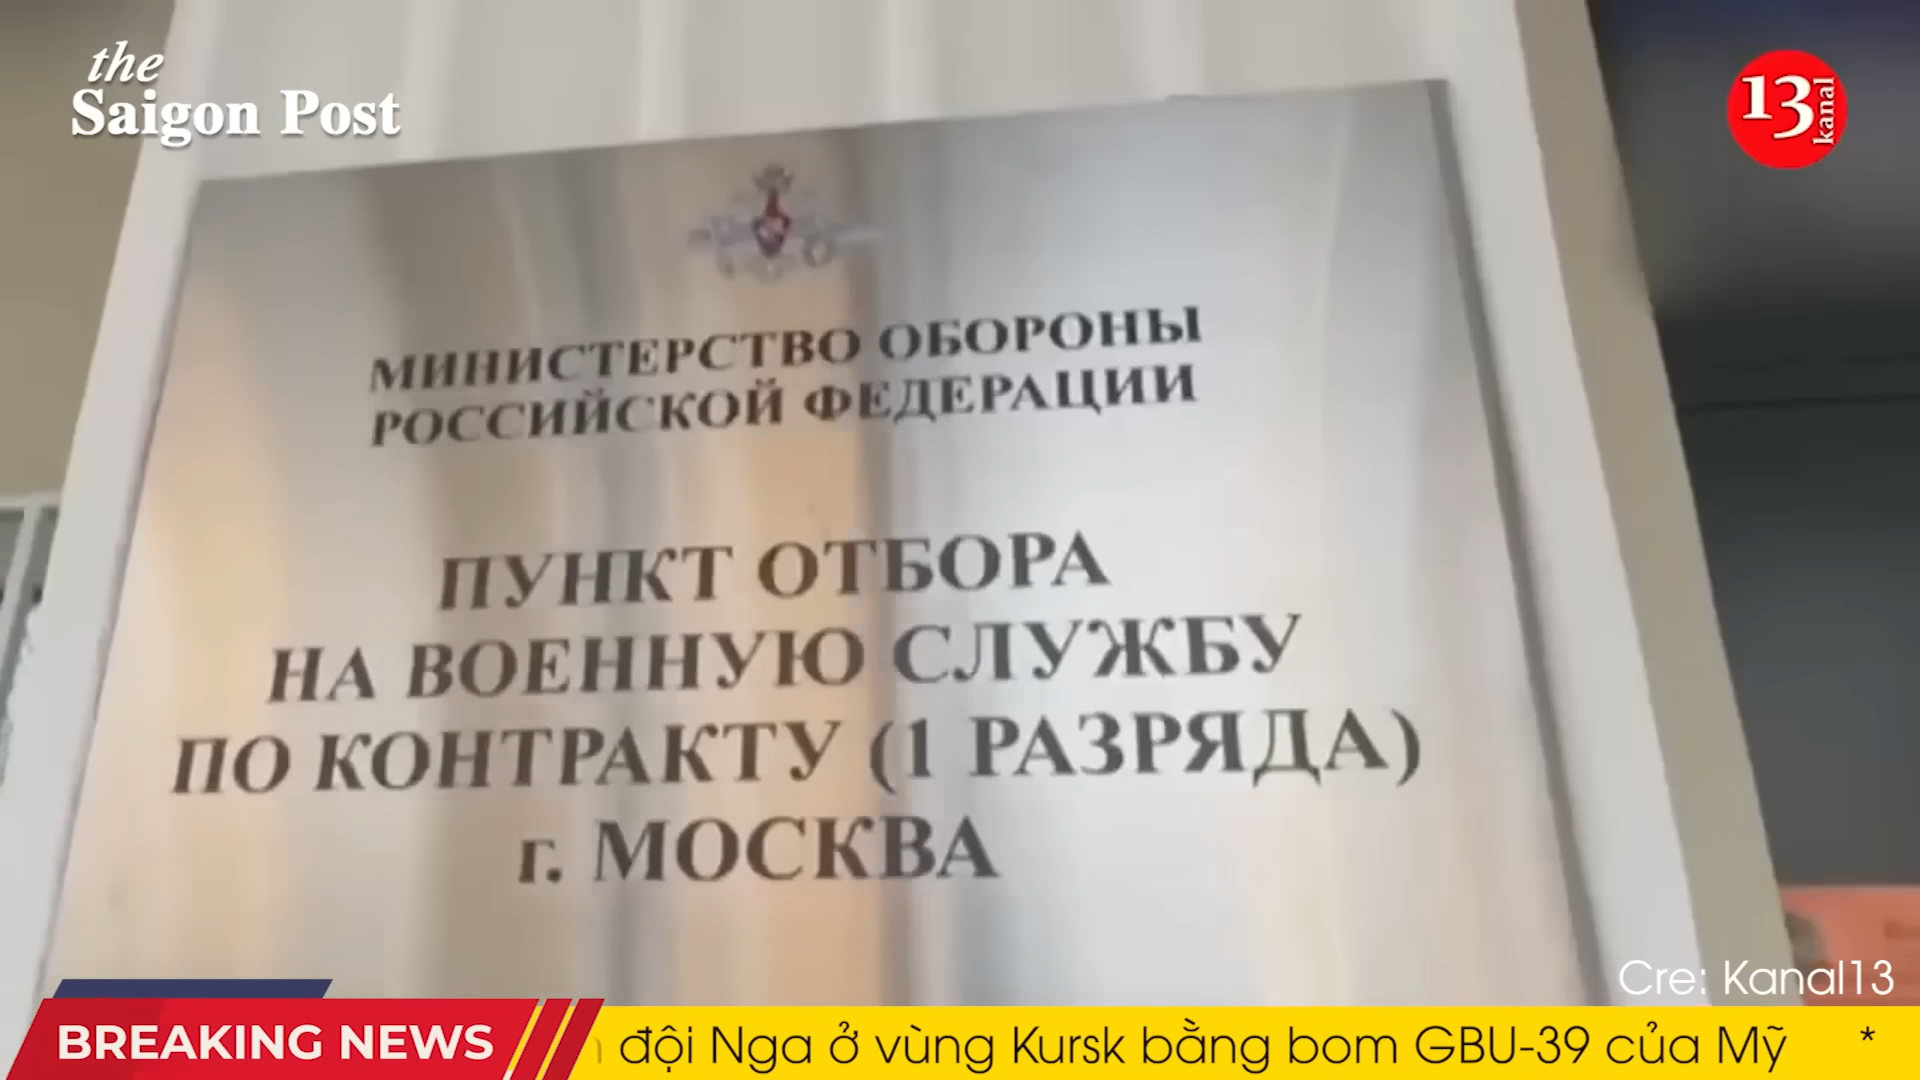 the
Saigon Post
13
kanal
МИНИСТЕРСТВО ОБОРОНЫ
РОССИЙСКОЙ ФЕДЕРАЦИИ
ПУНКТ ОТБОРА
НА ВОЕННУЮ СЛУЖБУ
ПО КОНТРАКТУ (1 РАЗРЯДА)
г. МОСКВА
Cre: Kanal13
BREAKING NEWS
đội Nga ở vùng Kursk bằng bom GBU-39 của Mỹ *